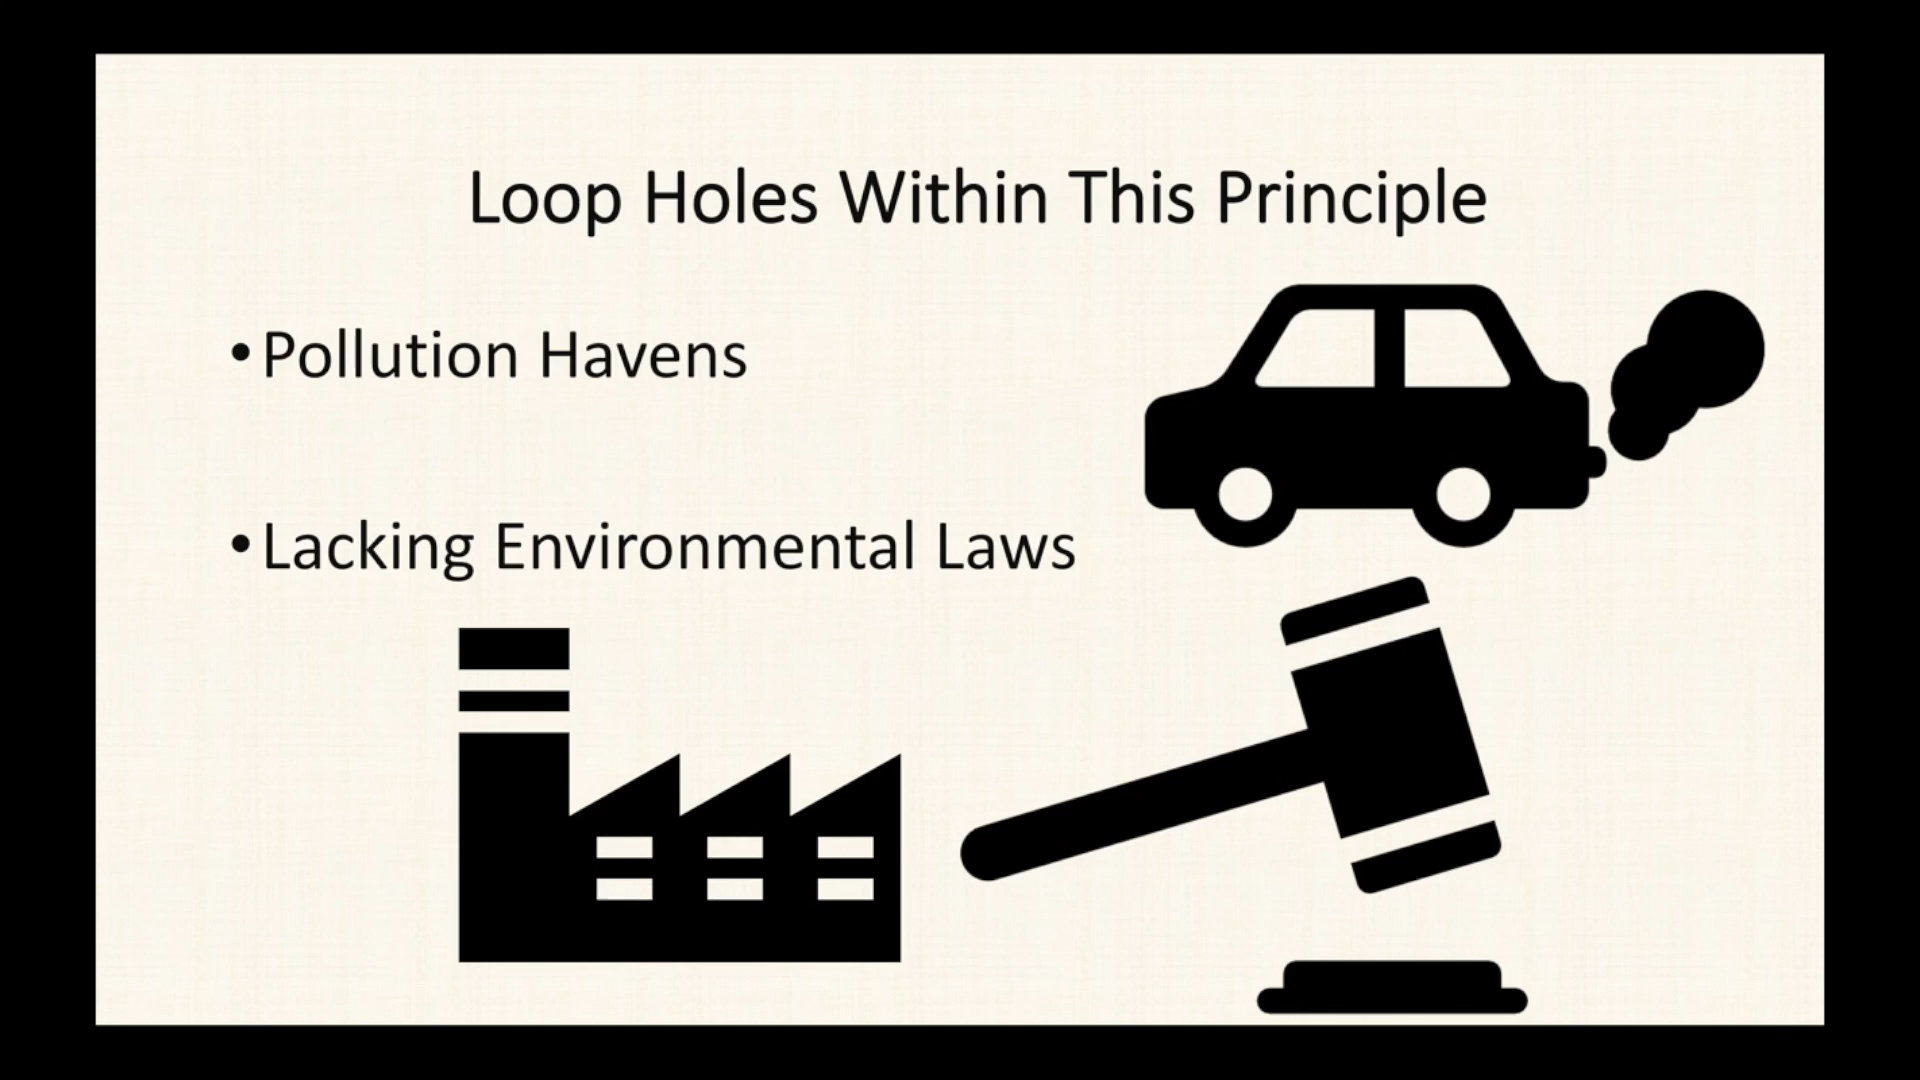 Loop Holes Within This Principle
•Pollution Havens
•Lacking Environmental Laws